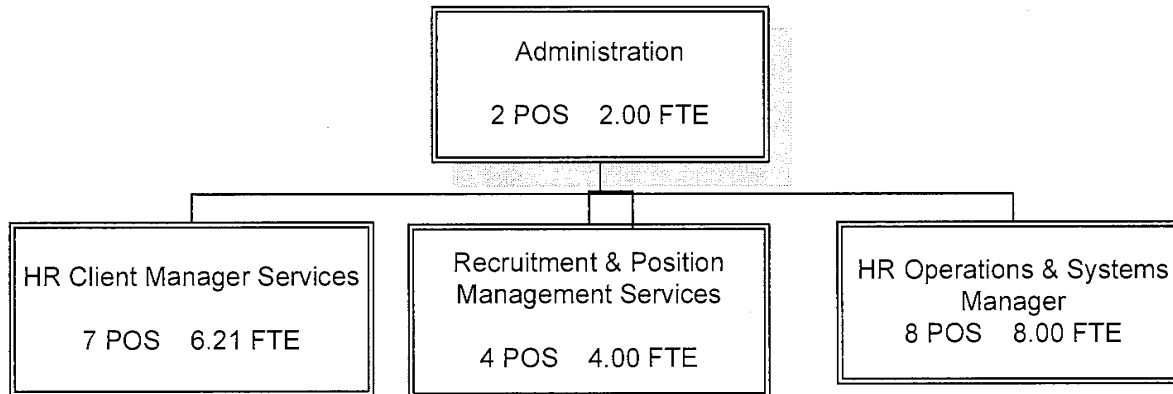 Administration
2 POS 2.00 FTE
HR Client Manager Services
7 POS 6.21 FTE
Recruitment & Position
Management Services
4 POS 4.00 FTE
HR Operations & Systems
Manager
8 POS 8.00 FTE